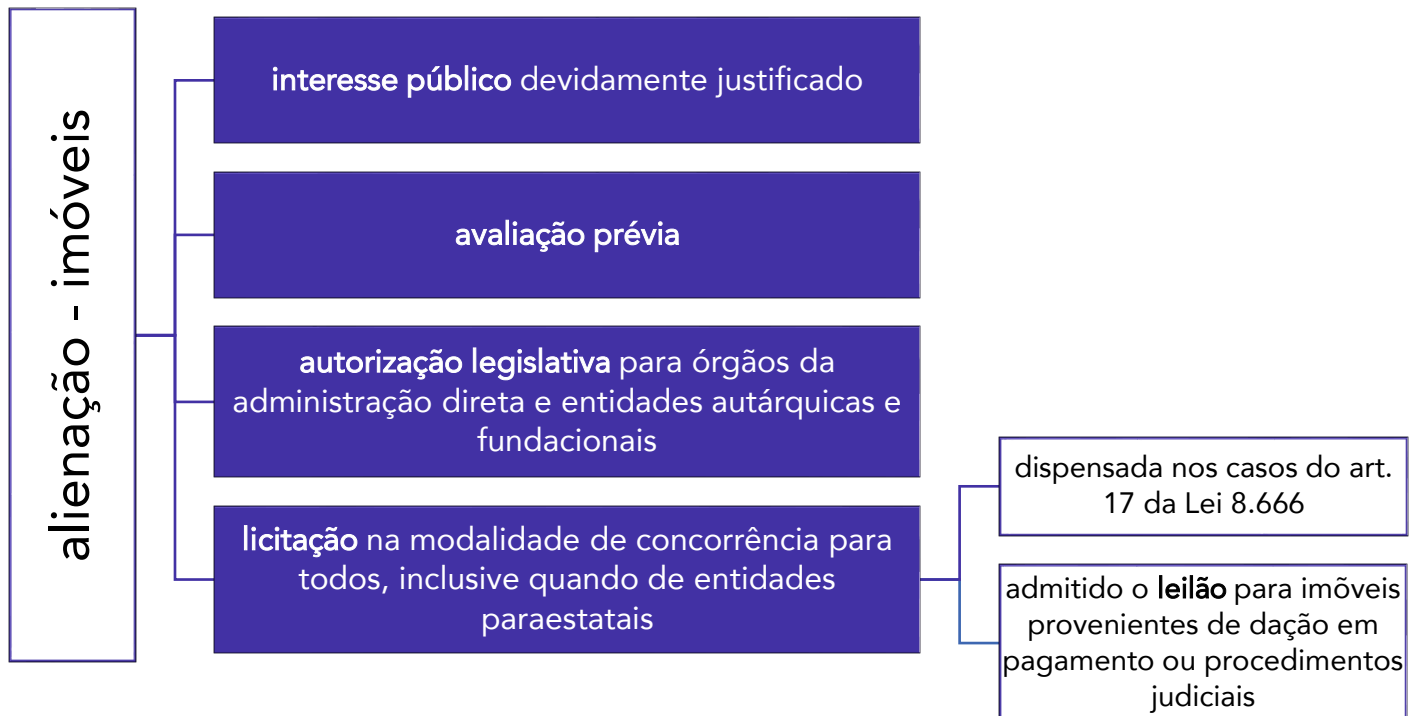 alienação - imóveis
interesse público devidamente justificado
avaliação prévia
autorização legislativa para órgãos da
administração direta e entidades autárquicas e
fundacionais
licitação na modalidade de concorrência para
todos, inclusive quando de entidades
paraestatais
dispensada nos casos do art.
17 da Lei 8.666
admitido o leilão para imóveis
provenientes de dação em
pagamento ou procedimentos
judiciais